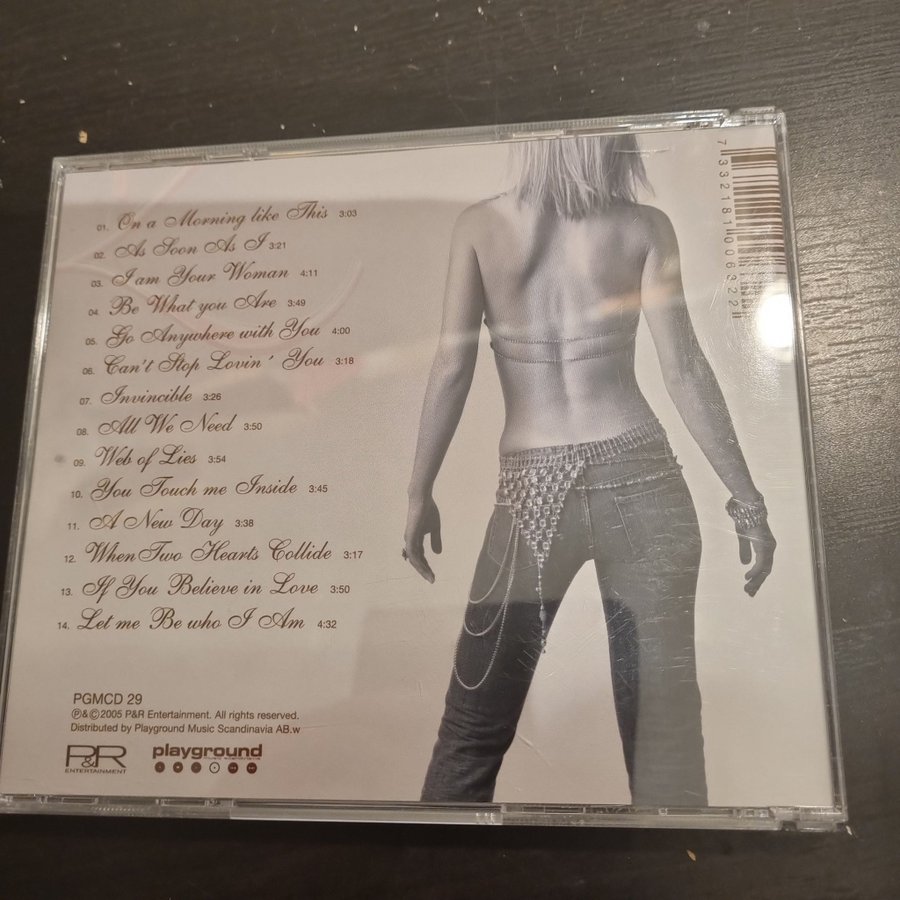 01. On a Morning like This 3:03
02. As Soon As I 3:21
03. I am Your Woman 4:11
04. Be What you Are 3:49
05. Go Anywhere with You 4:00
06. Can't Stop Lovin' You 3:18
07. Invincible 3:26
08. All We Need 3:50
09. Web of Lies 3:54
10. You Touch me Inside 3:45
11. A New Day 3:38
12. When Two Hearts Collide 3:17
13. If You Believe in Love 3:50
14. Let me Be who I Am 4:32
PGMCD 29
℗&©2005 P&R Entertainment. All rights reserved.
Distributed by Playground Music Scandinavia AB.w
P&R
ENTERTAINMENT
playground